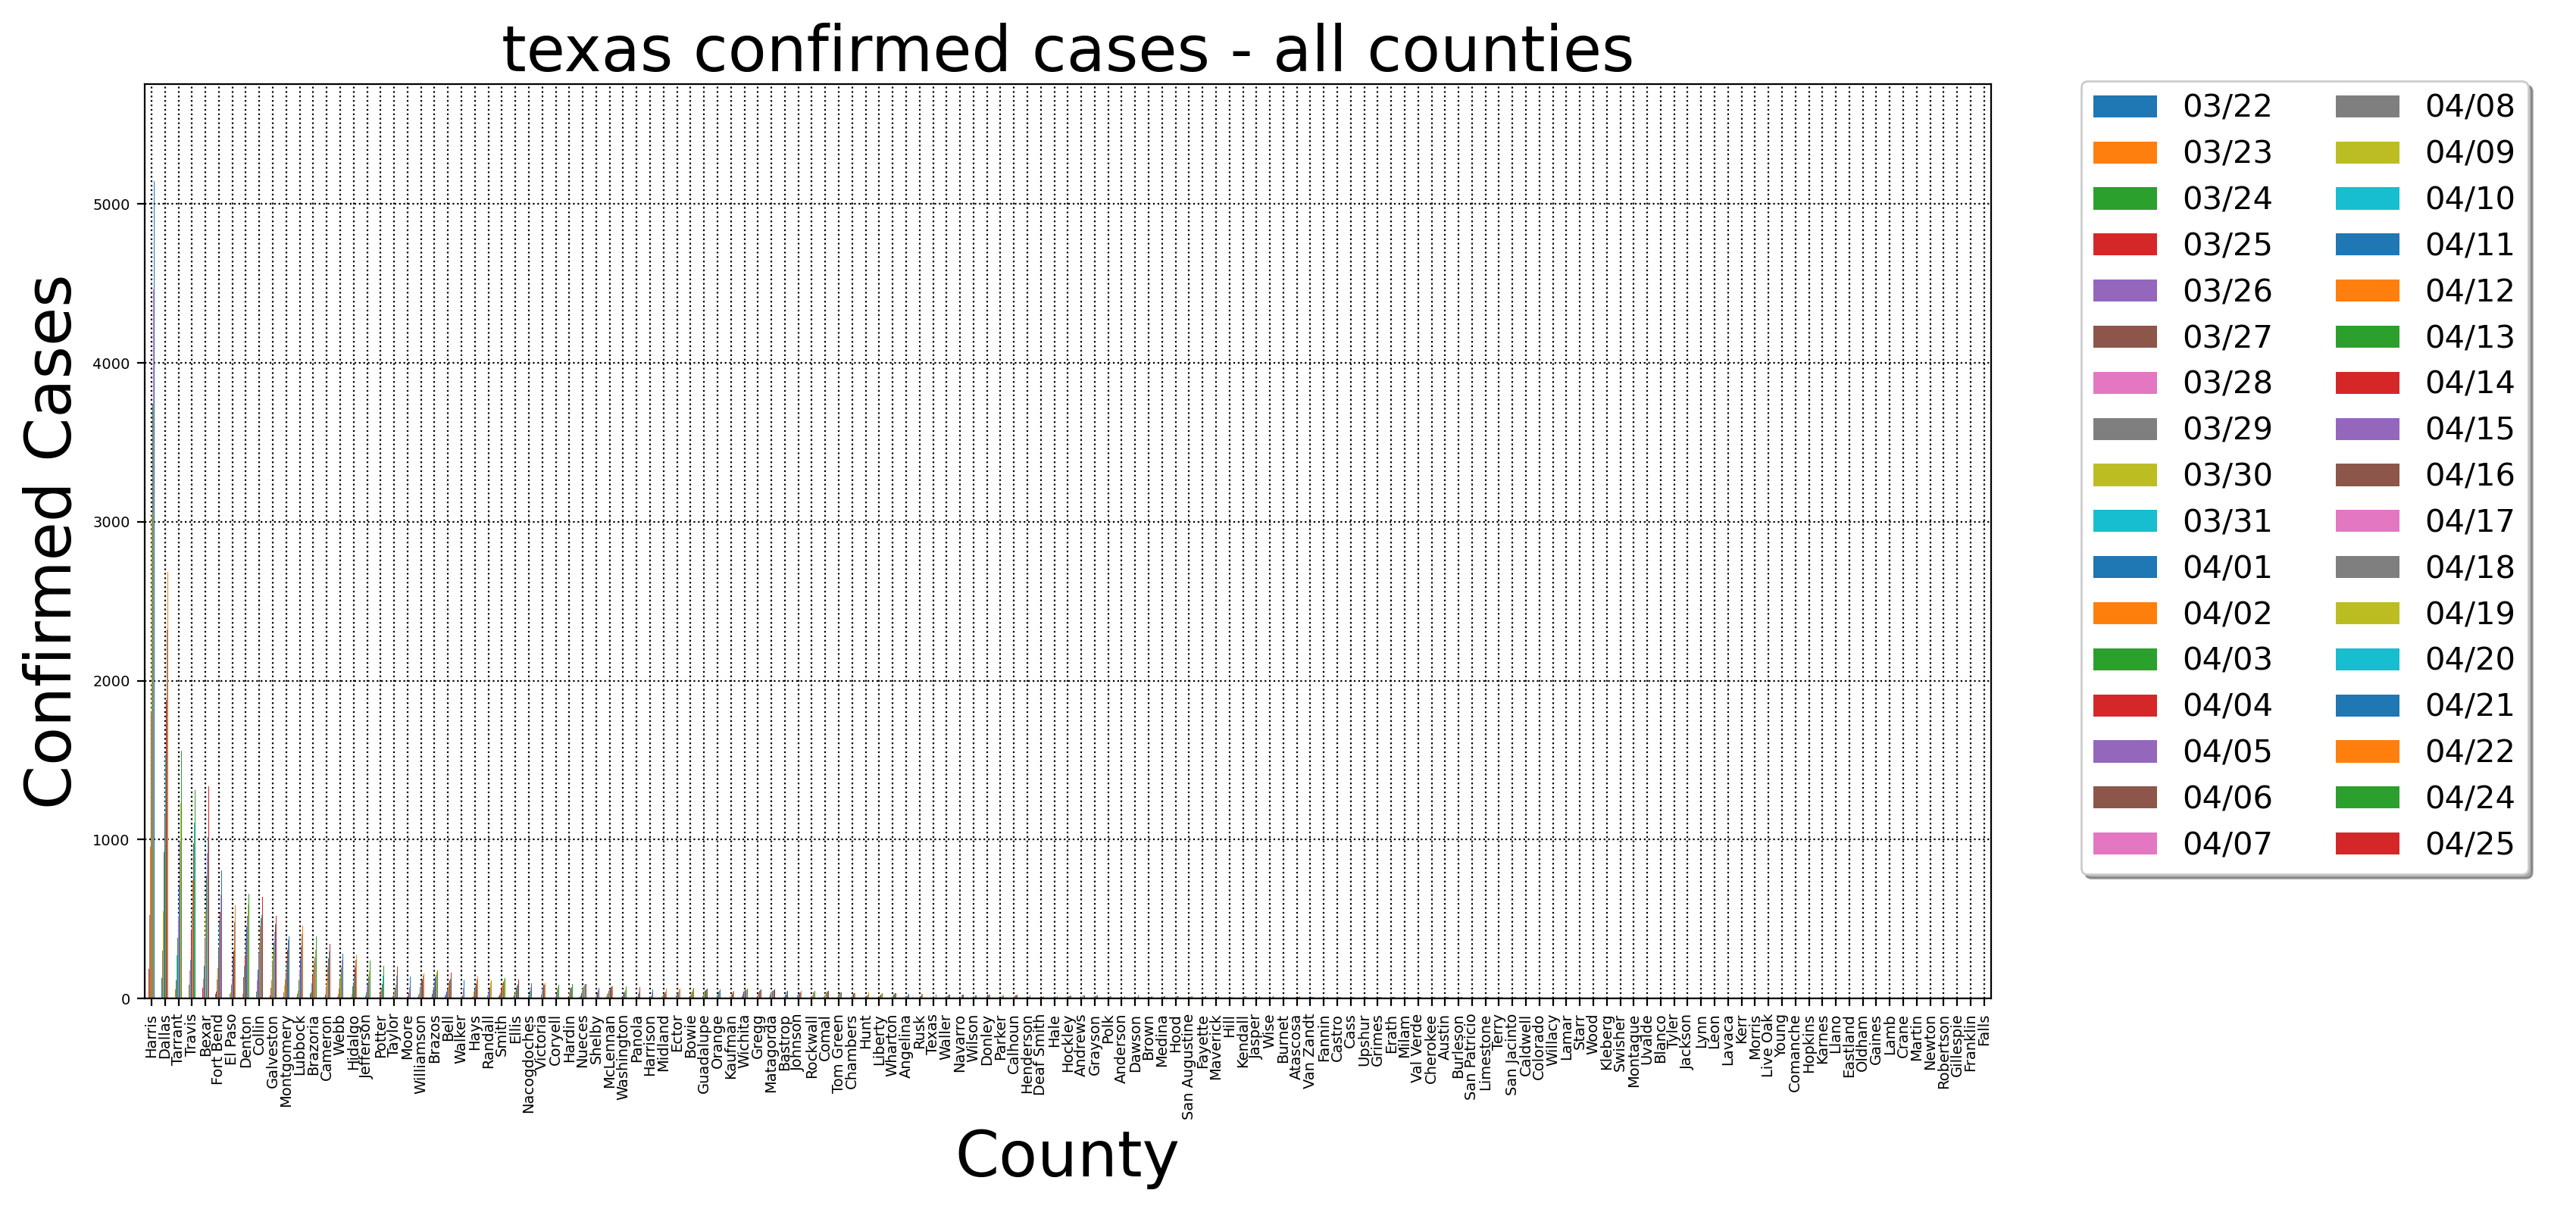 texas confirmed cases - all counties
Confirmed Cases
5000
4000
3000
2000
1000
0
Harris
Dallas
Tarrant
Travis
Bexar
Fort Bend
El Paso
Denton
Collin
Galveston
Montgomery
Lubbock
Brazoria
Cameron
Webb
Hidalgo
Jefferson
Potter
Taylor
Moore
Williamson
Brazos
Bell
Walker
Hays
Randall
Smith
Ellis
Nacogdoches
Victoria
Coryell
Hardin
Nueces
Shelby
McLennan
Washington
Panola
Harrison
Midland
Ector
Bowie
Guadalupe
Orange
Kaufman
Wichita
Gregg
Matagorda
Bastrop
Johnson
Rockwall
Comal
Tom Green
Chambers
Hunt
Liberty
Wharton
Angelina
Rusk
Texas
Waller
Navarro
Wilson
Donley
Parker
Calhoun
Henderson
Deaf Smith
Hale
Hockley
Andrews
Grayson
Polk
Anderson
Dawson
Brown
Medina
Hood
San Augustine
Fayette
Maverick
Hill
Kendall
Jasper
Wise
Burnet
Atascosa
Van Zandt
Fannin
Castro
Cass
Upshur
Grimes
Erath
Milam
Val Verde
Cherokee
Austin
Burleson
San Patricio
Limestone
Terry
San Jacinto
Caldwell
Colorado
Willacy
Lamar
Starr
Wood
Kleberg
Swisher
Montague
Uvalde
Blanco
Tyler
Jackson
Lynn
Leon
Lavaca
Kerr
Morris
Live Oak
Young
Comanche
Hopkins
Karnes
Llano
Eastland
Oldham
Gaines
Lamb
Crane
Martin
Newton
Robertson
Gillespie
Franklin
Falls
County
03/22
03/23
03/24
03/25
03/26
03/27
03/28
03/29
03/30
03/31
04/01
04/02
04/03
04/04
04/05
04/06
04/07
04/08
04/09
04/10
04/11
04/12
04/13
04/14
04/15
04/16
04/17
04/18
04/19
04/20
04/21
04/22
04/24
04/25